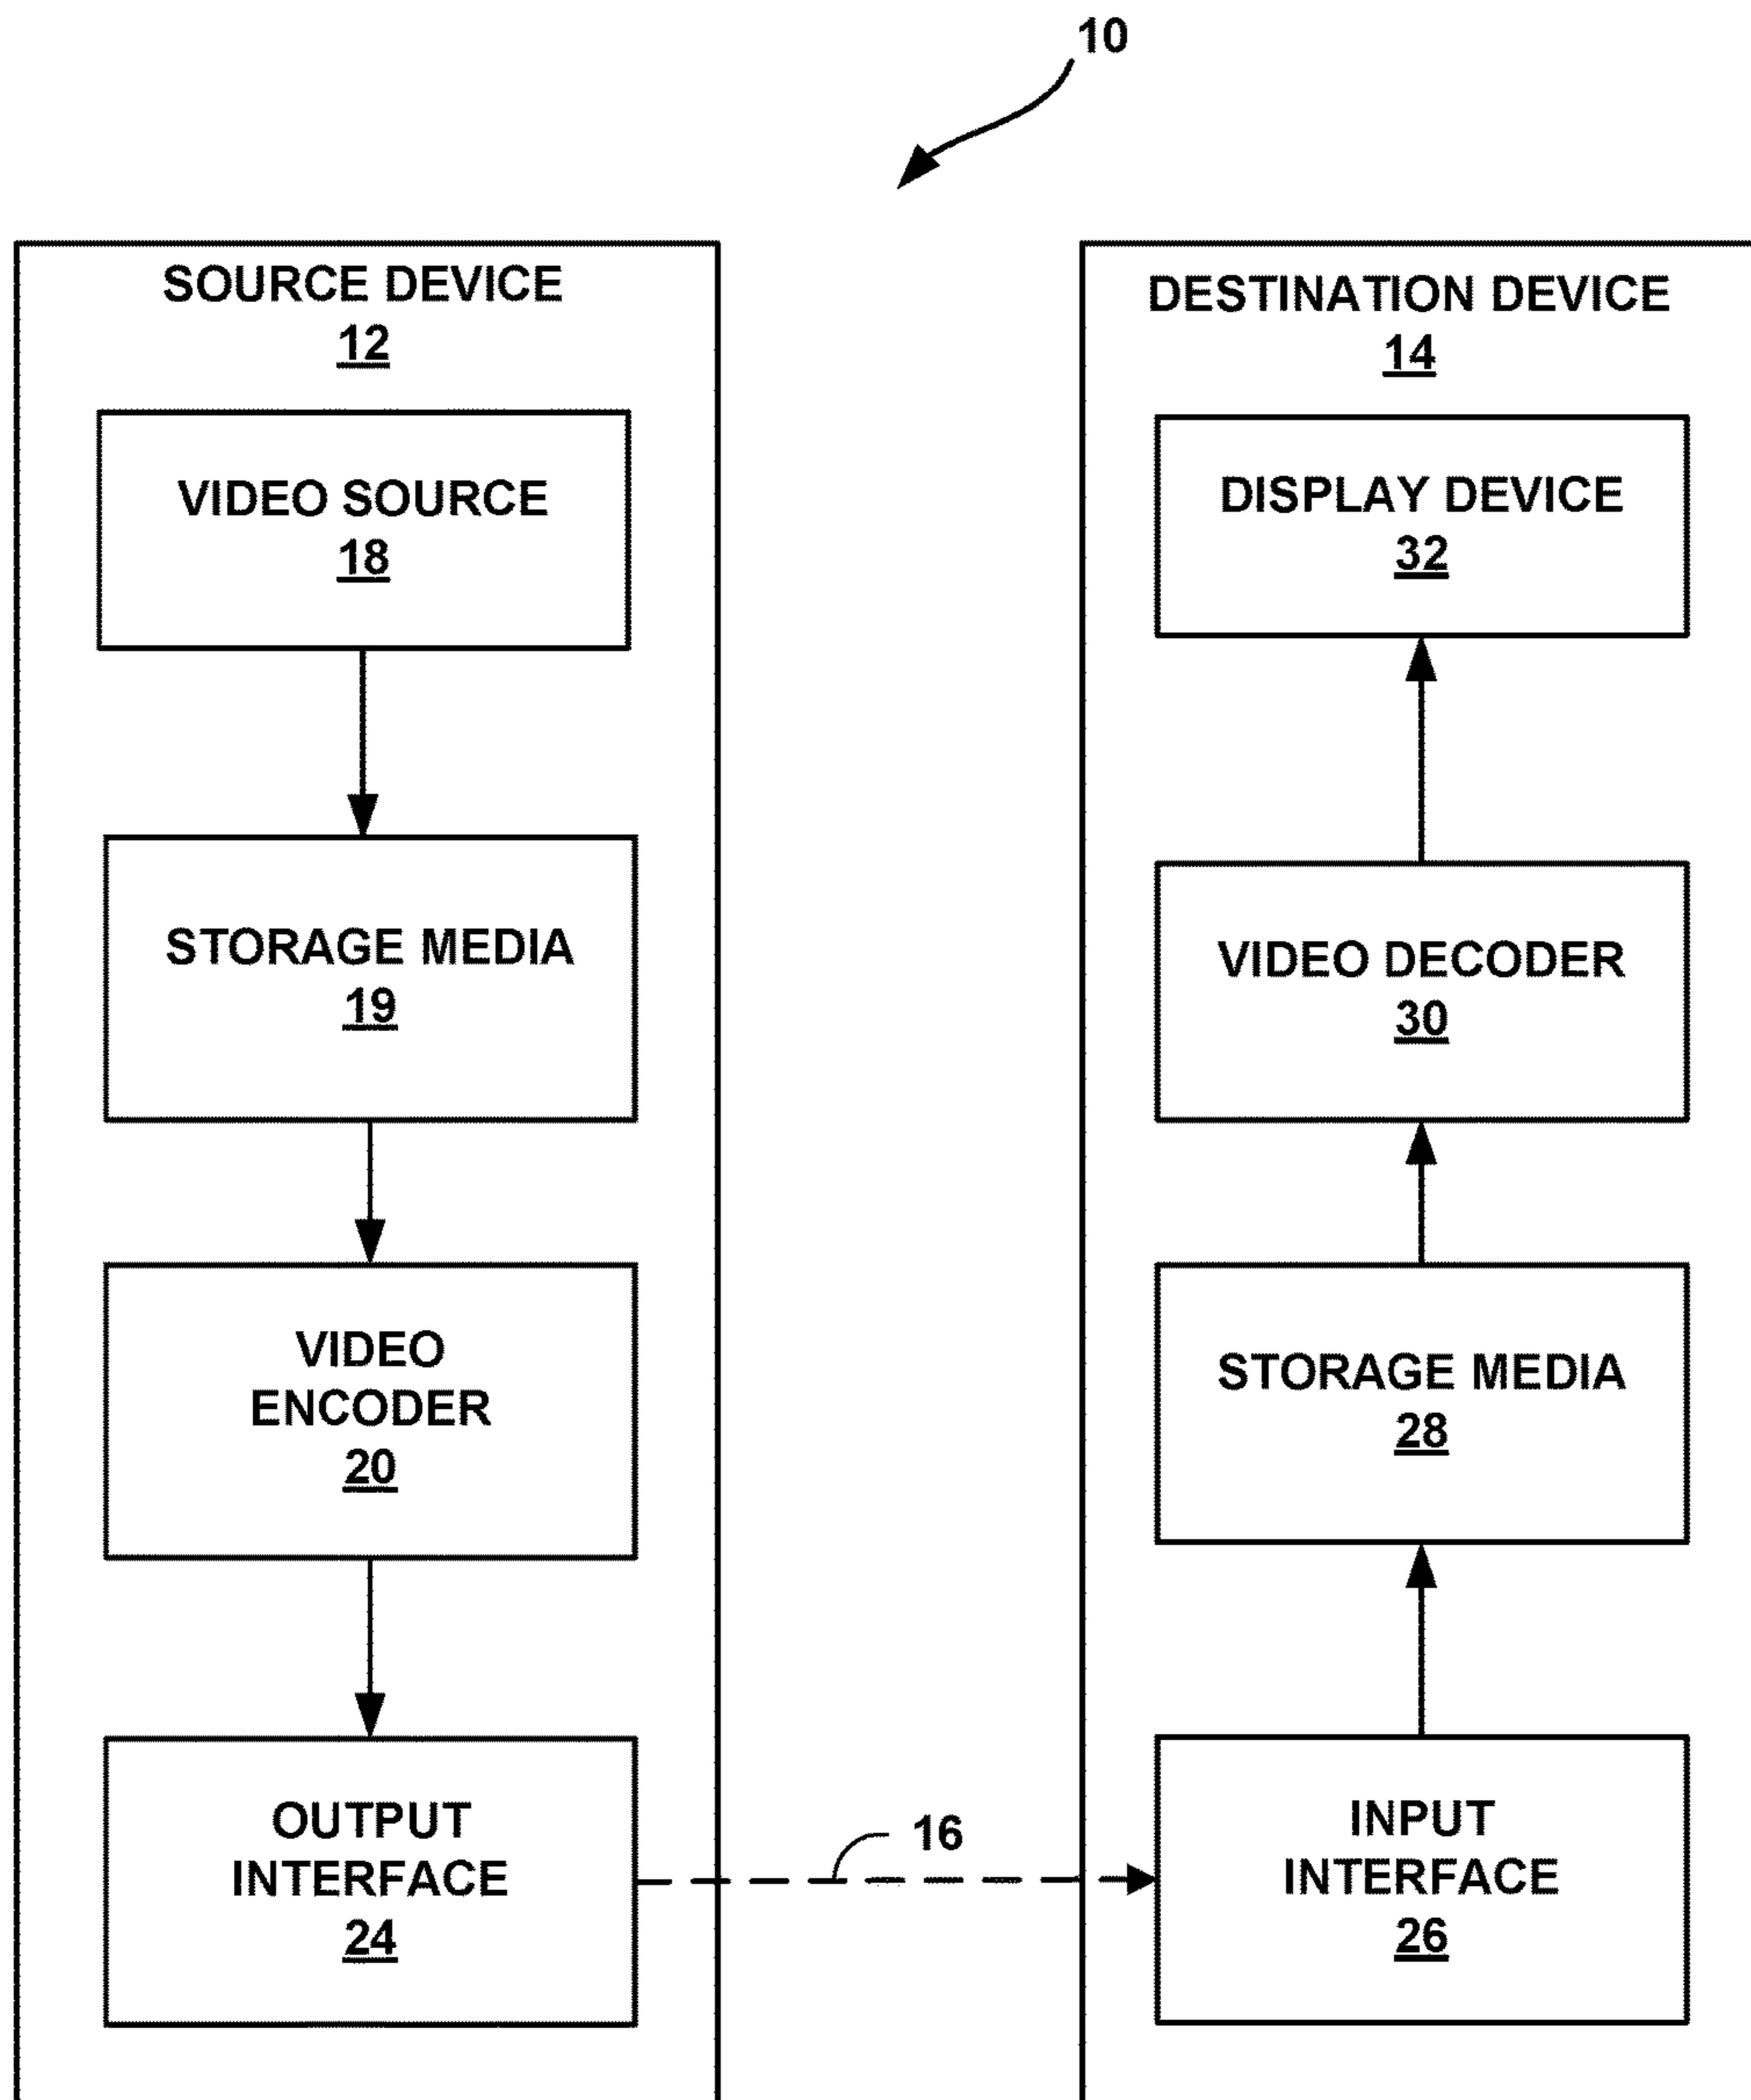 10
SOURCE DEVICE
12
VIDEO SOURCE
18
STORAGE MEDIA
19
VIDEO
ENCODER
20
OUTPUT
INTERFACE
24
16
DESTINATION DEVICE
14
DISPLAY DEVICE
32
VIDEO DECODER
30
STORAGE MEDIA
28
INPUT
INTERFACE
26